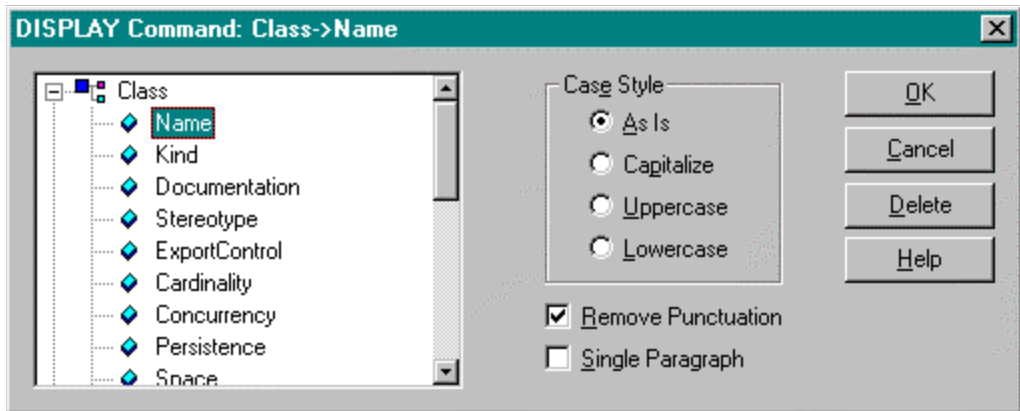 DISPLAY Command: Class->Name
Class
Name
Kind
Documentation
Stereotype
ExportControl
Cardinality
Concurrency
Persistence
Space
Case Style
As Is
Capitalize
Uppercase
Lowercase
Remove Punctuation
Single Paragraph
OK
Cancel
Delete
Help